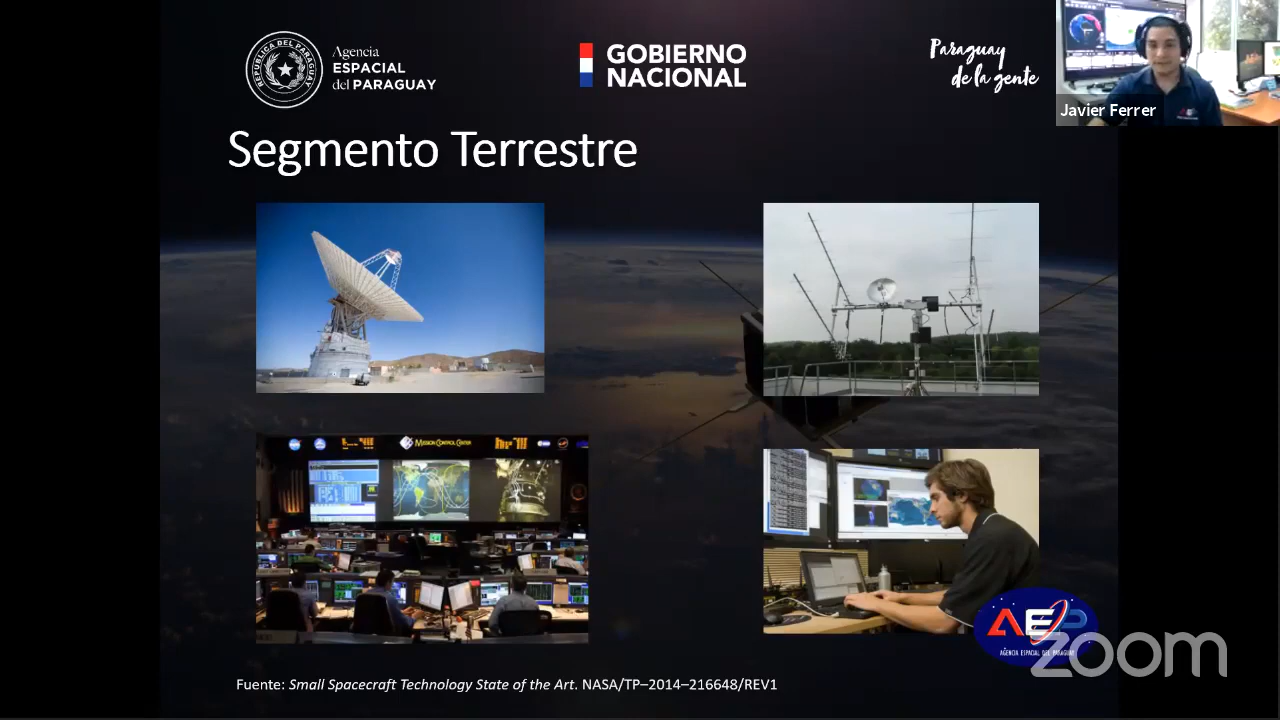 REPÚBLICA DEL PARAGUAY
Agencia
ESPACIAL
del PARAGUAY
GOBIERNO
NACIONAL
Paraguay
de la gente
Javier Ferrer
AEP
Segmento Terrestre
MISSION CONTROL CENTER
AEP
AGENCIA ESPACIAL DEL PARAGUAY
zoom
Fuente: Small Spacecraft Technology State of the Art. NASA/TP–2014–216648/REV1